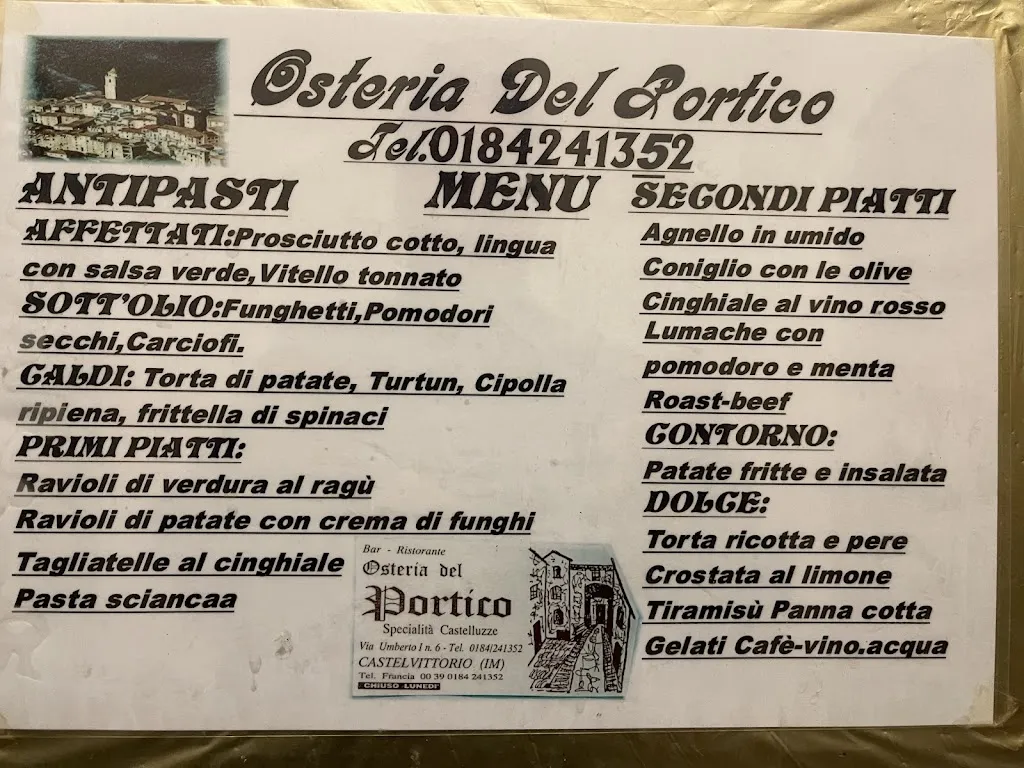 Osteria Del Portico
Tel.0184241352
ANTIPASTI
MENU
AFFETTATI:Prosciutto cotto, lingua
con salsa verde,Vitello tonnato
SOTT'OLIO:Funghetti,Pomodori
secchi,Carciofi.
CALDI: Torta di patate, Turtun, Cipolla
ripiena, frittella di spinaci
PRIMI PIATTI:
Ravioli di verdura al ragù
Ravioli di patate con crema di funghi
Tagliatelle al cinghiale
Pasta sciancaa
SECONDI PIATTI
Agnello in umido
Coniglio con le olive
Cinghiale al vino rosso
Lumache con
pomodoro e menta
Roast-beef
CONTORNO:
Patate fritte e insalata
DOLCE:
Torta ricotta e pere
Crostata al limone
Tiramisù Panna cotta
Gelati Cafè-vino.acqua
Bar - Ristorante
Osteria del
Portico
Specialità Castelluzze
Via Umberto I n. 6 - Tel. 0184/241352
CASTELVITTORIO (IM)
Tel. Francia 00 39 0184 241352
CHIUSO LUNEDI'